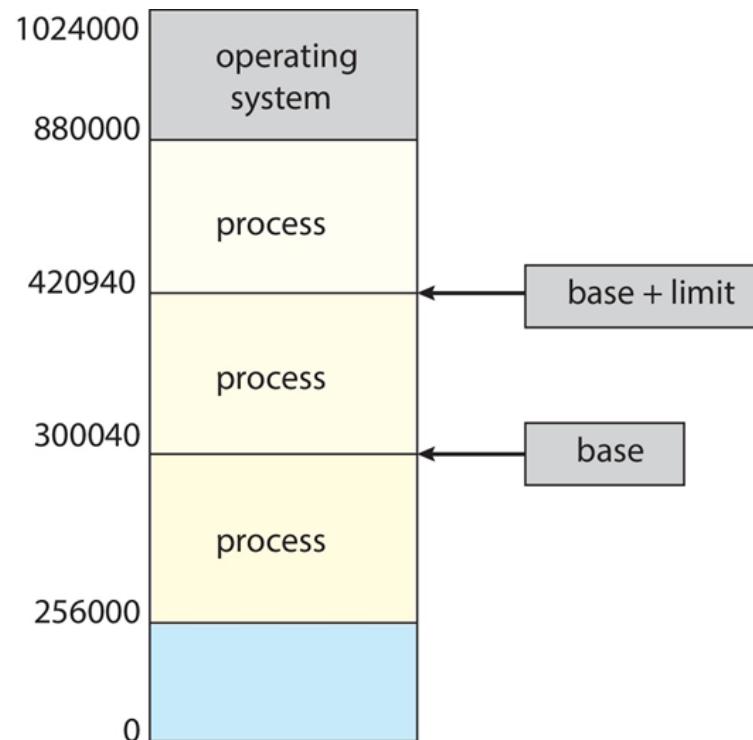 1024000
operating
system
880000
process
420940
base + limit
process
300040
base
process
256000
0